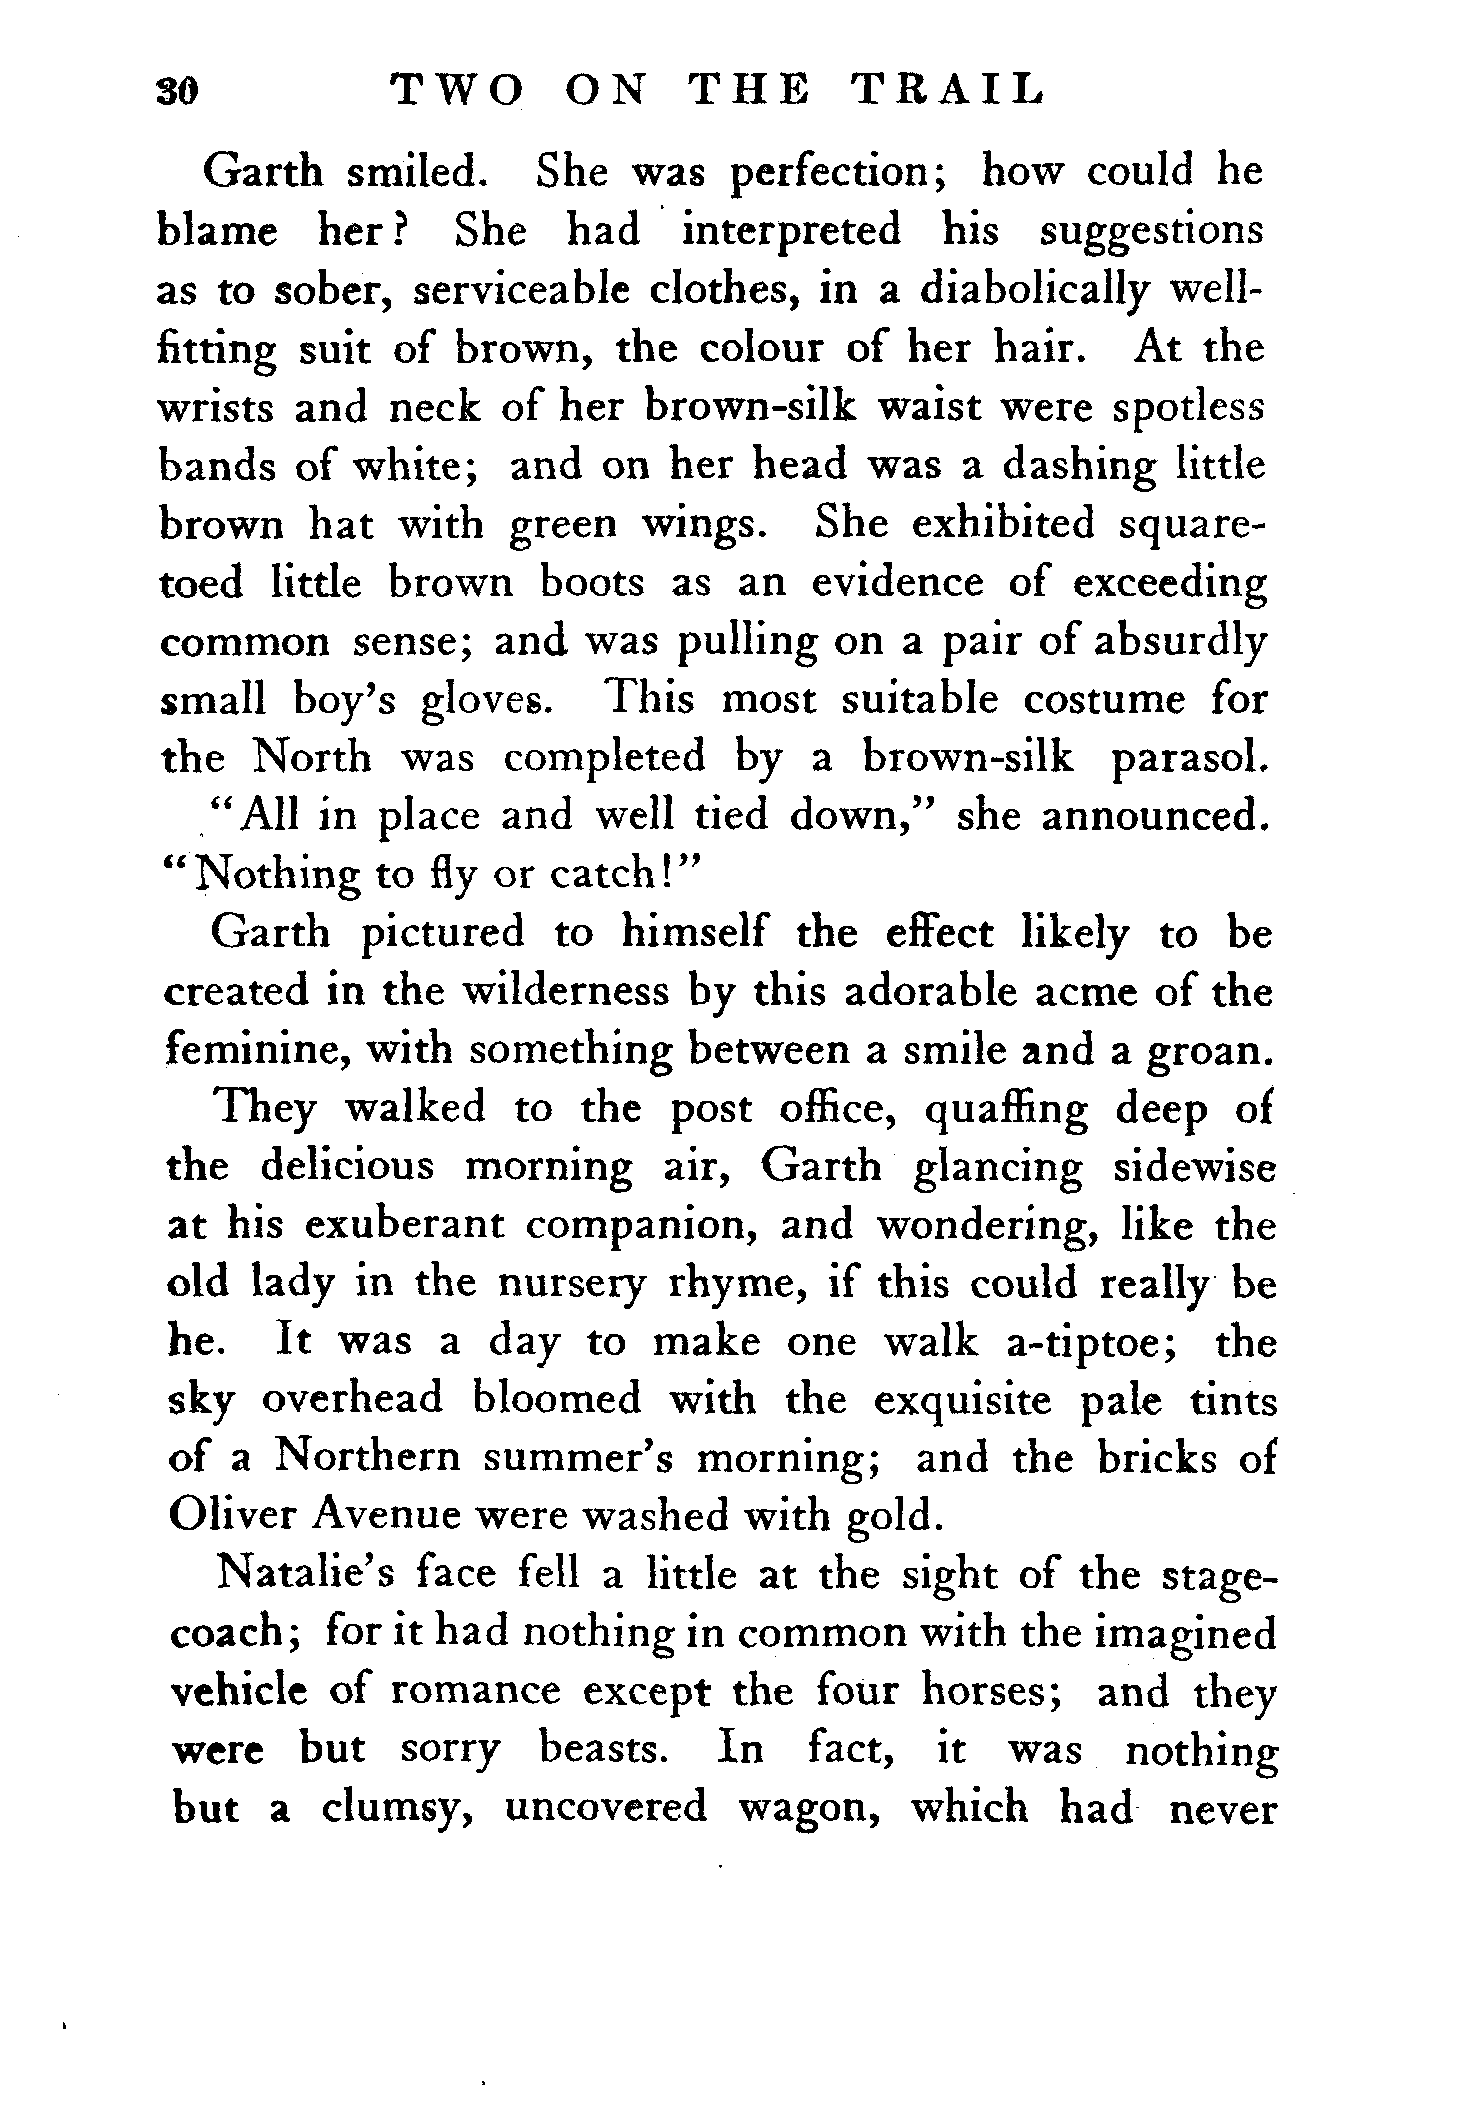 30 TWO ON THE TRAIL
Garth smiled. She was perfection; how could he
blame her? She had interpreted his suggestions
as to sober, serviceable clothes, in a diabolically well-
fitting suit of brown, the colour of her hair. At the
wrists and neck of her brown-silk waist were spotless
bands of white; and on her head was a dashing little
brown hat with green wings. She exhibited square-
toed little brown boots as an evidence of exceeding
common sense; and was pulling on a pair of absurdly
small boy's gloves. This most suitable costume for
the North was completed by a brown-silk parasol.
"All in place and well tied down," she announced.
"Nothing to fly or catch!"
Garth pictured to himself the effect likely to be
created in the wilderness by this adorable acme of the
feminine, with something between a smile and a groan.
They walked to the post office, quaffing deep of
the delicious morning air, Garth glancing sidewise
at his exuberant companion, and wondering, like the
old lady in the nursery rhyme, if this could really be
he. It was a day to make one walk a-tiptoe; the
sky overhead bloomed with the exquisite pale tints
of a Northern summer's morning; and the bricks of
Oliver Avenue were washed with gold.
Natalie's face fell a little at the sight of the stage-
coach; for it had nothing in common with the imagined
vehicle of romance except the four horses; and they
were but sorry beasts. In fact, it was nothing
but a clumsy, uncovered wagon, which had never